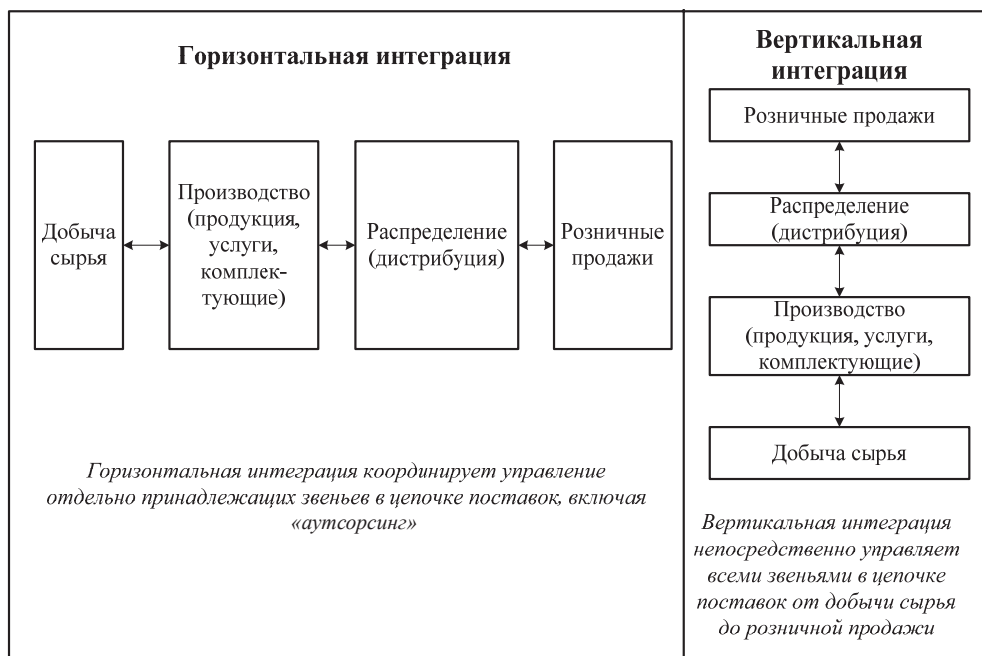 Горизонтальная интеграция
Добыча
сырья
Производство
(продукция,
услуги,
комплек-
тующие)
Распределение
(дистрибуция)
Розничные
продажи
Горизонтальная интеграция координирует управление
отдельно принадлежащих звеньев в цепочке поставок, включая
«аутсорсинг»
Вертикальная
интеграция
Розничные продажи
Распределение
(дистрибуция)
Производство
(продукция, услуги,
комплектующие)
Добыча сырья
Вертикальная интеграция
непосредственно управляет
всеми звеньями в цепочке
поставок от добычи сырья
до розничной продажи